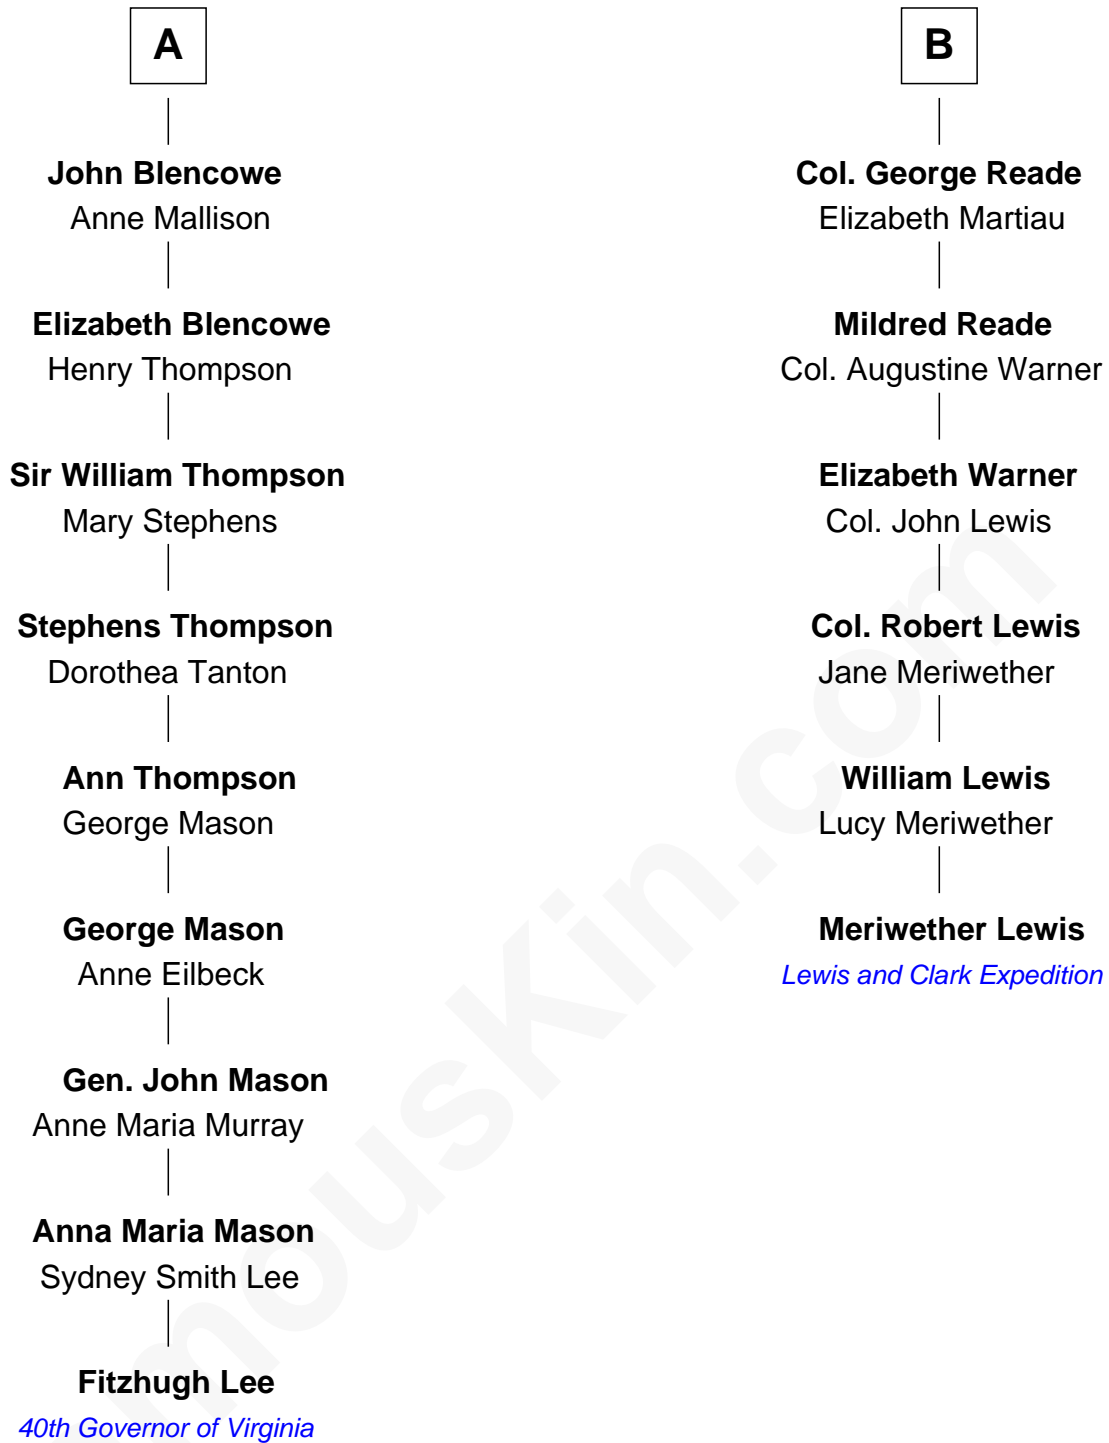 A
John Blencowe
Anne Mallison
Elizabeth Blencowe
Henry Thompson
Sir William Thompson
Mary Stephens
Stephens Thompson
Dorothea Tanton
Ann Thompson
George Mason
George Mason
Anne Eilbeck
Gen. John Mason
Anne Maria Murray
Anna Maria Mason
Sydney Smith Lee
Fitzhugh Lee
40th Governor of Virginia
B
Col. George Reade
Elizabeth Martiau
Mildred Reade
Col. Augustine Warner
Elizabeth Warner
Col. John Lewis
Col. Robert Lewis
Jane Meriwether
William Lewis
Lucy Meriwether
Meriwether Lewis
Lewis and Clark Expedition
mousKin.com